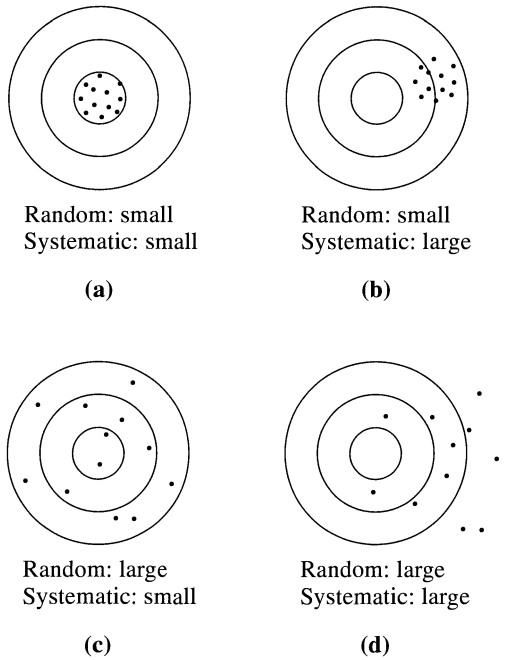 Random: small
Systematic: small
(a)
Random: small
Systematic: large
(b)
Random: large
Systematic: small
(c)
Random: large
Systematic: large
(d)